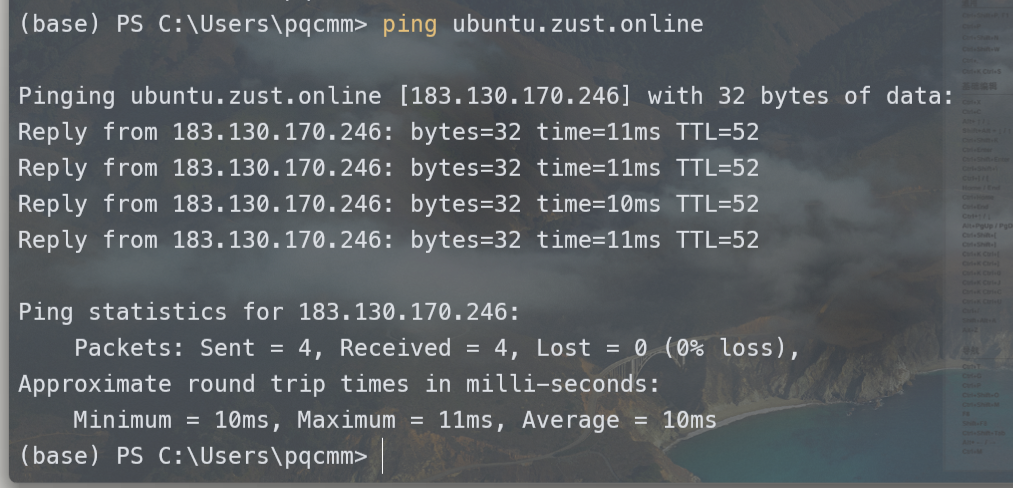 (base) PS C:\Users\pqcmm> ping ubuntu.zust.online
Pinging ubuntu.zust.online [183.130.170.246] with 32 bytes of data:
Reply from 183.130.170.246: bytes=32 time=11ms TTL=52
Reply from 183.130.170.246: bytes=32 time=11ms TTL=52
Reply from 183.130.170.246: bytes=32 time=10ms TTL=52
Reply from 183.130.170.246: bytes=32 time=11ms TTL=52
Ping statistics for 183.130.170.246:
Packets: Sent = 4, Received = 4, Lost = 0 (0% loss),
Approximate round trip times in milli-seconds:
Minimum = 10ms, Maximum = 11ms, Average = 10ms
(base) PS C:\Users\pqcmm>